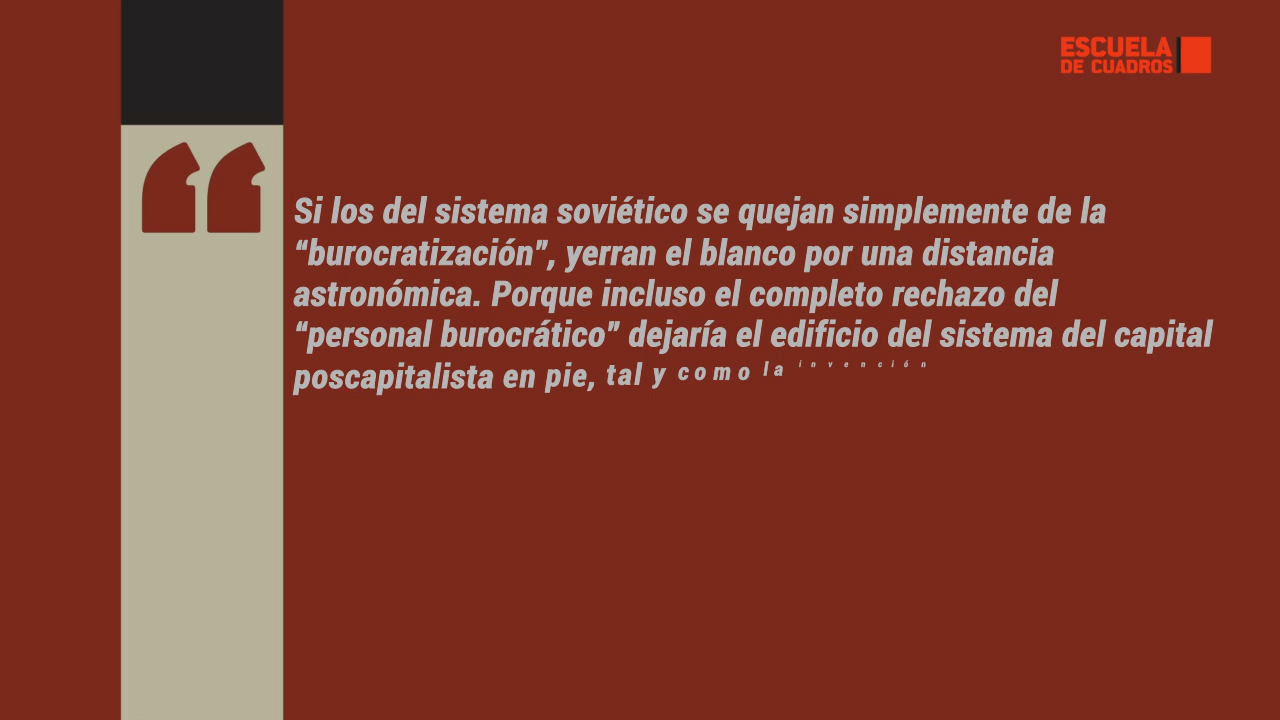 ESCUELA
DE CUADROS
Si los del sistema soviético se quejan simplemente de la
“burocratización”, yerran el blanco por una distancia
astronómica. Porque incluso el completo rechazo del
“personal burocrático” dejaría el edificio del sistema del capital
poscapitalista en pie, tal y como la invención